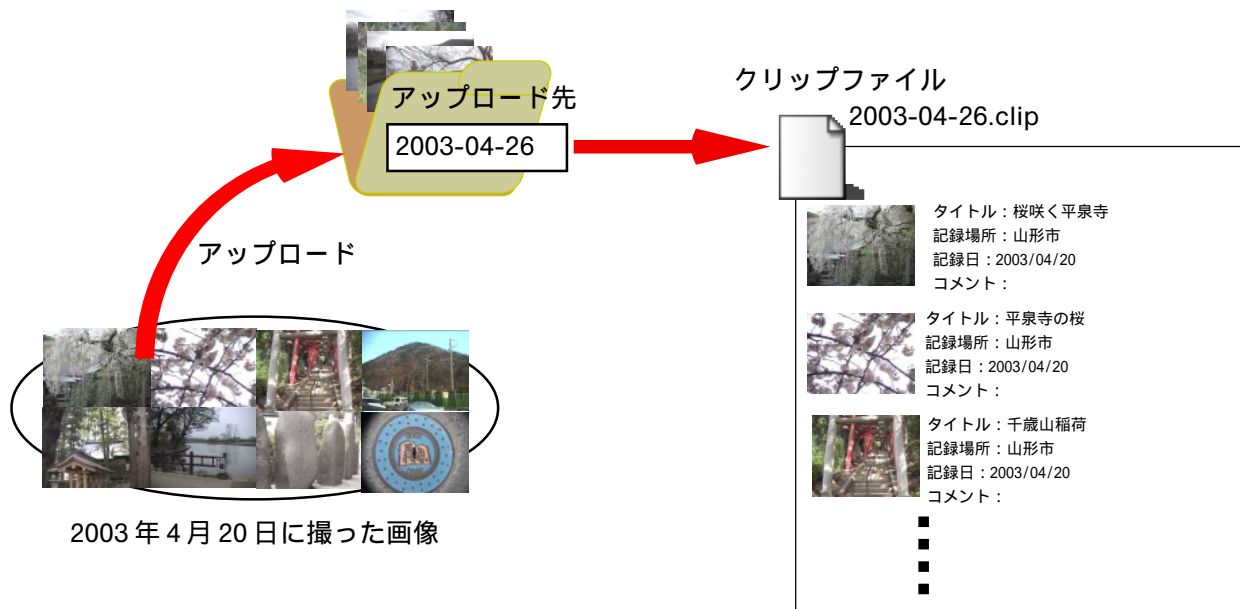 アップロード先
2003-04-26
クリップファイル
2003-04-26.clip
アップロード
2003年4月20日に撮った画像
タイトル：桜咲く平泉寺
記録場所：山形市
記録日：2003/04/20
コメント：
タイトル：平泉寺の桜
記録場所：山形市
記録日：2003/04/20
コメント：
タイトル：千歳山稲荷
記録場所：山形市
記録日：2003/04/20
コメント：